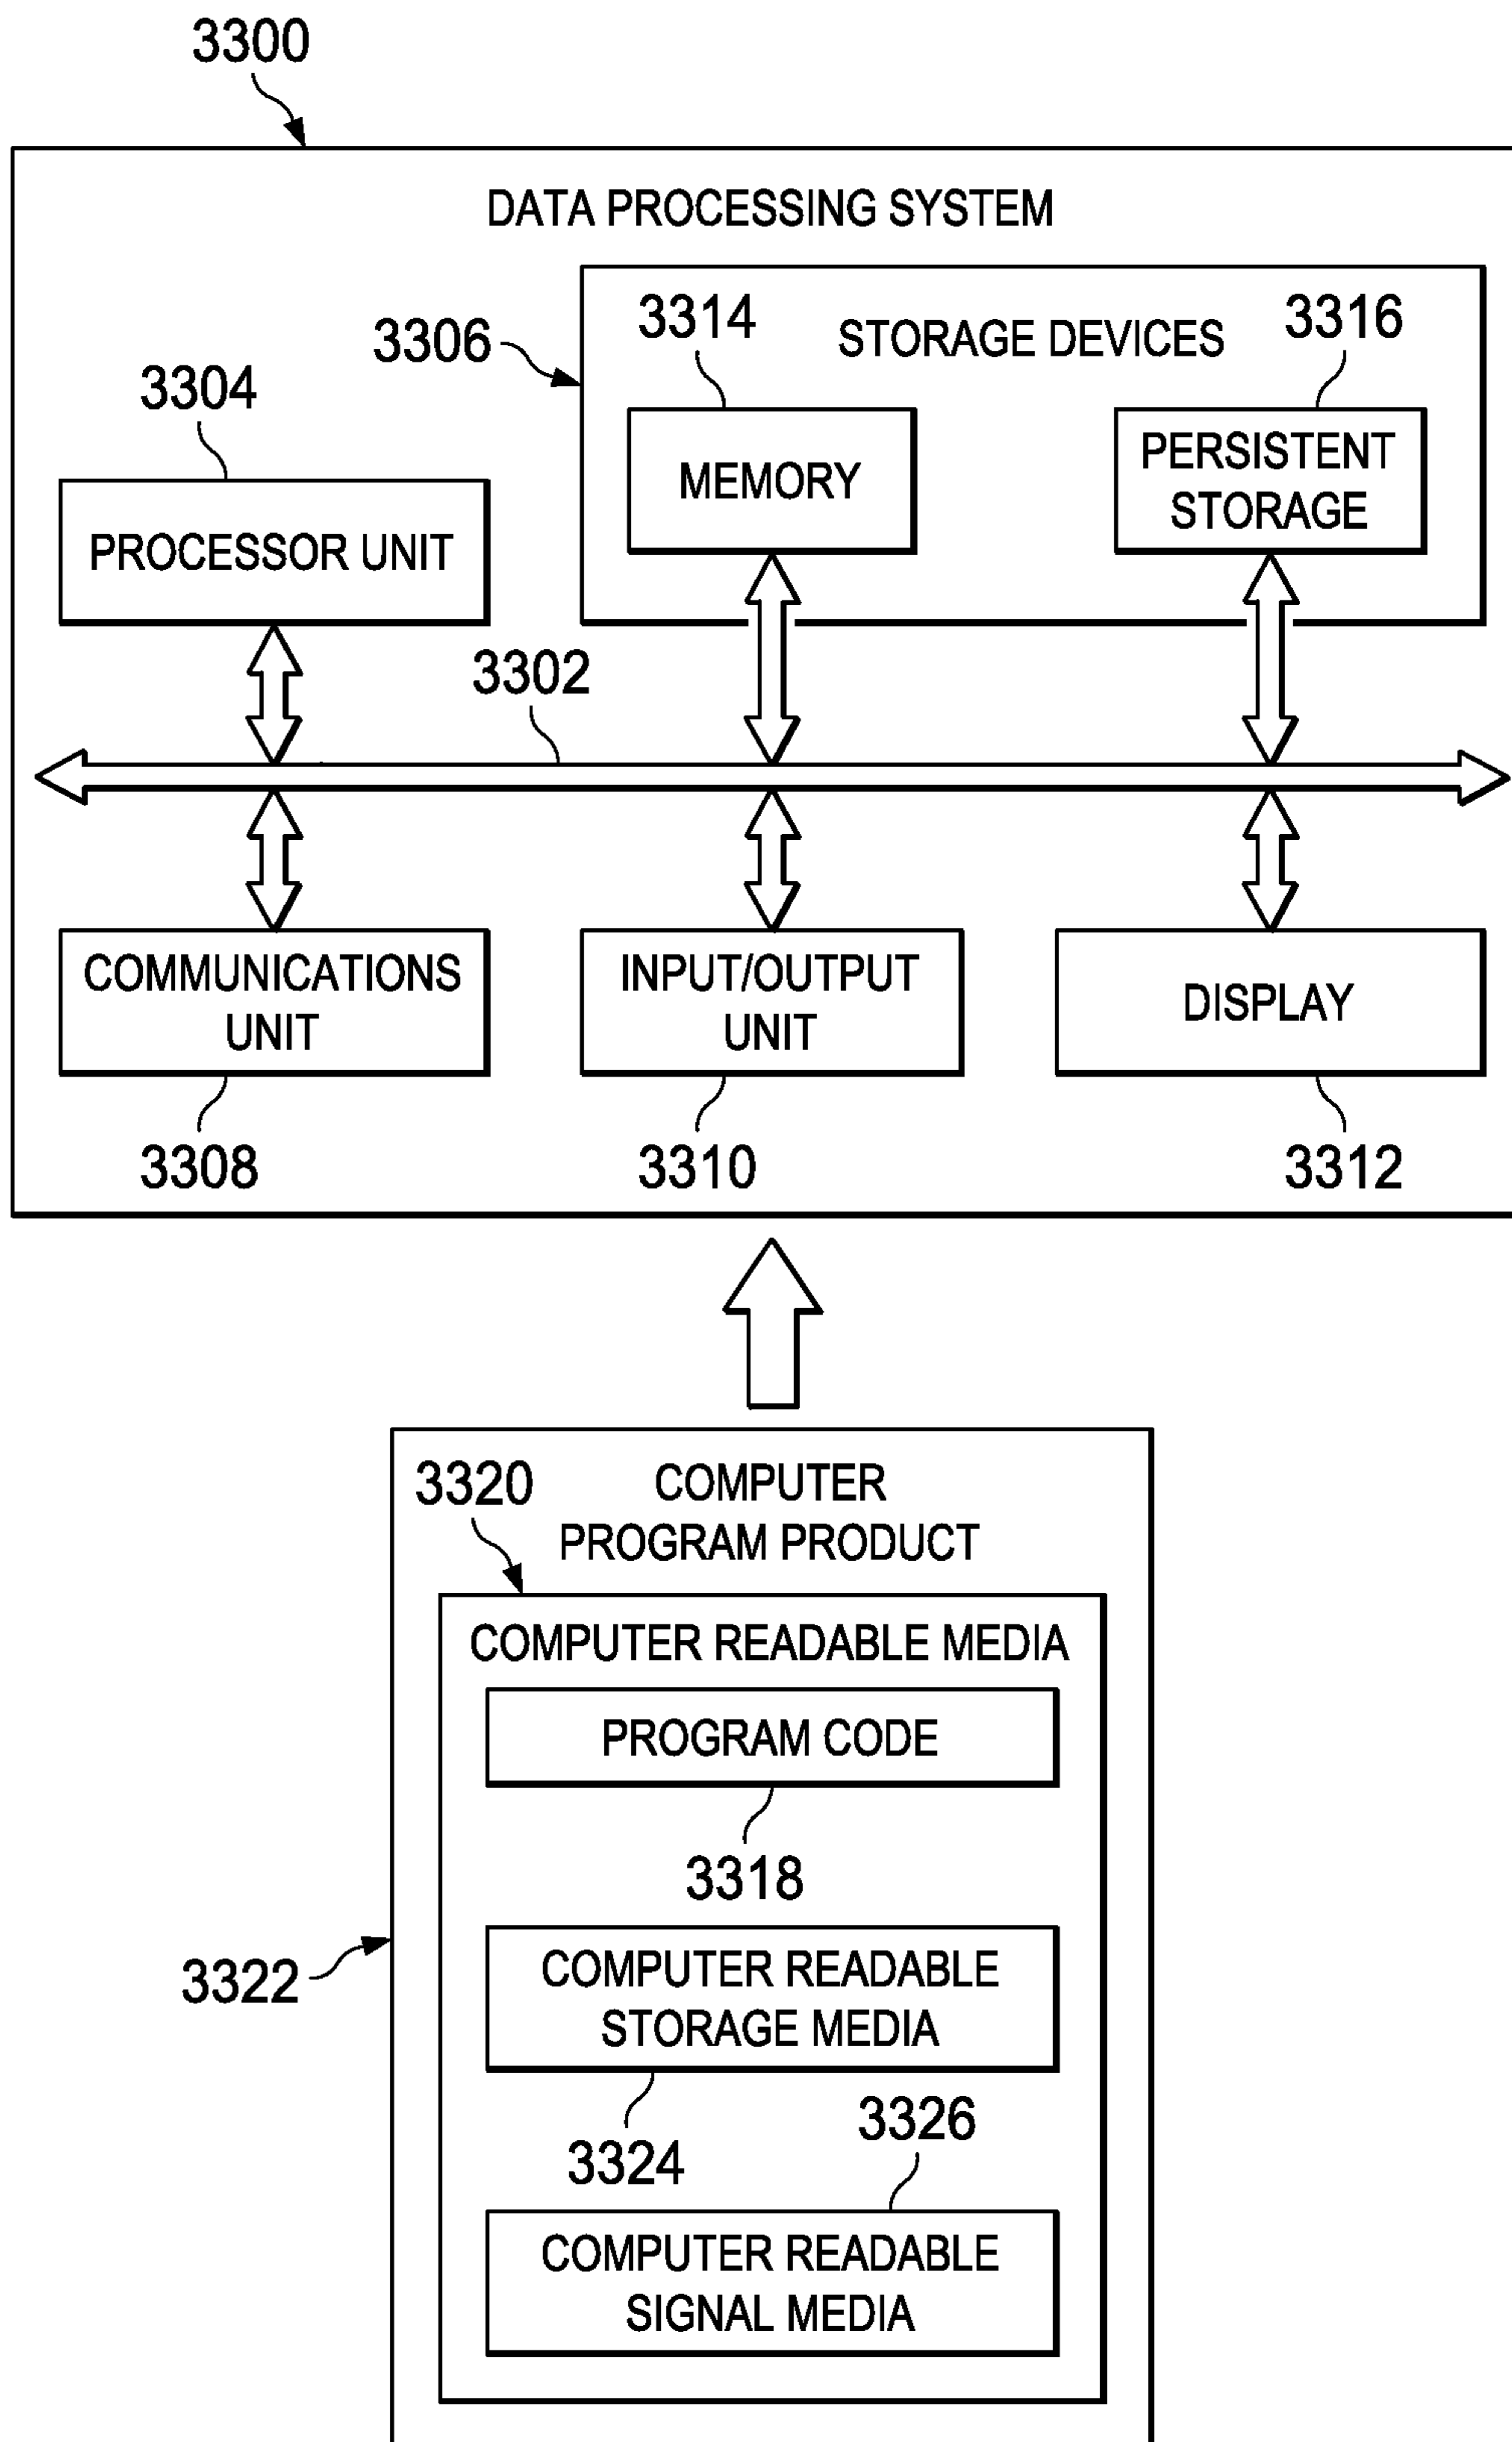 3300
DATA PROCESSING SYSTEM
3306
3314
STORAGE DEVICES
3316
3304
MEMORY
PERSISTENT
STORAGE
PROCESSOR UNIT
3302
COMMUNICATIONS
UNIT
INPUT/OUTPUT
UNIT
DISPLAY
3308
3310
3312
3320
COMPUTER
PROGRAM PRODUCT
COMPUTER READABLE MEDIA
PROGRAM CODE
3318
3322
COMPUTER READABLE
STORAGE MEDIA
3324
3326
COMPUTER READABLE
SIGNAL MEDIA